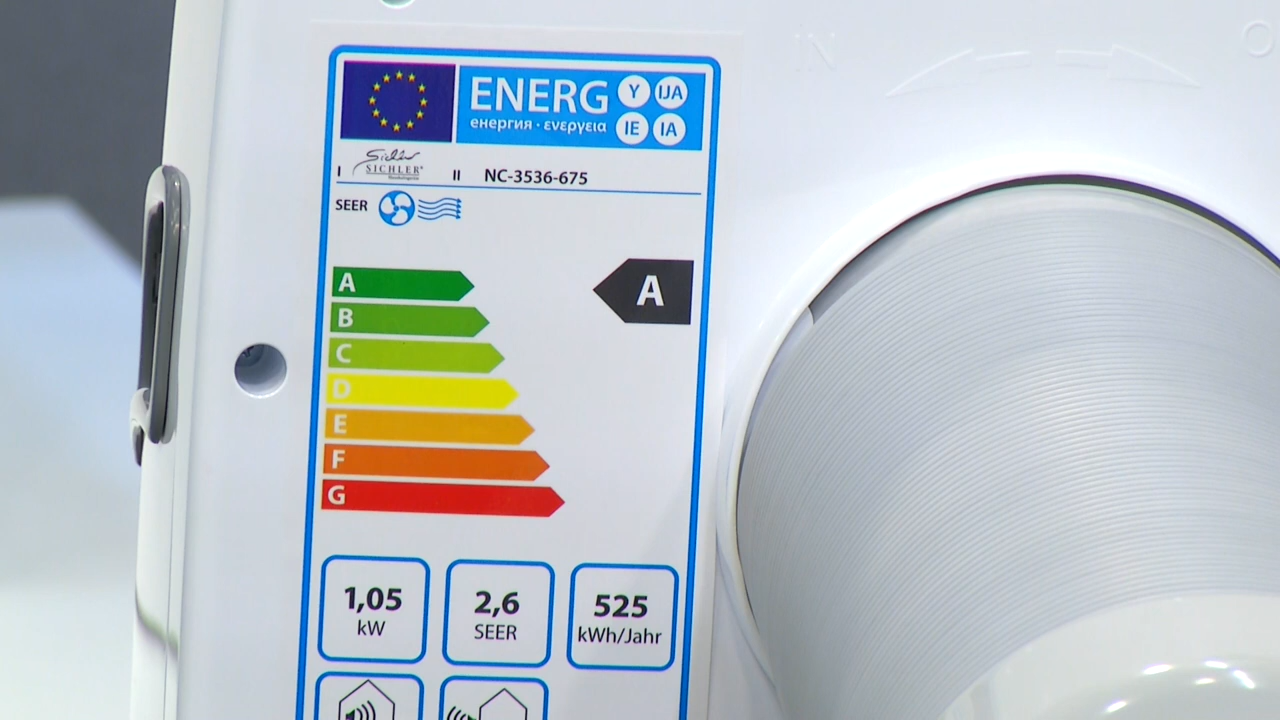 ENERG
Y IJA
енергия · ενεργεια
IE IA
I Sichler SICHLER® II NC-3536-675
SEER
A
A
B
C
D
E
F
G
1,05
kW
2,6
SEER
525
kWh/Jahr
N
O